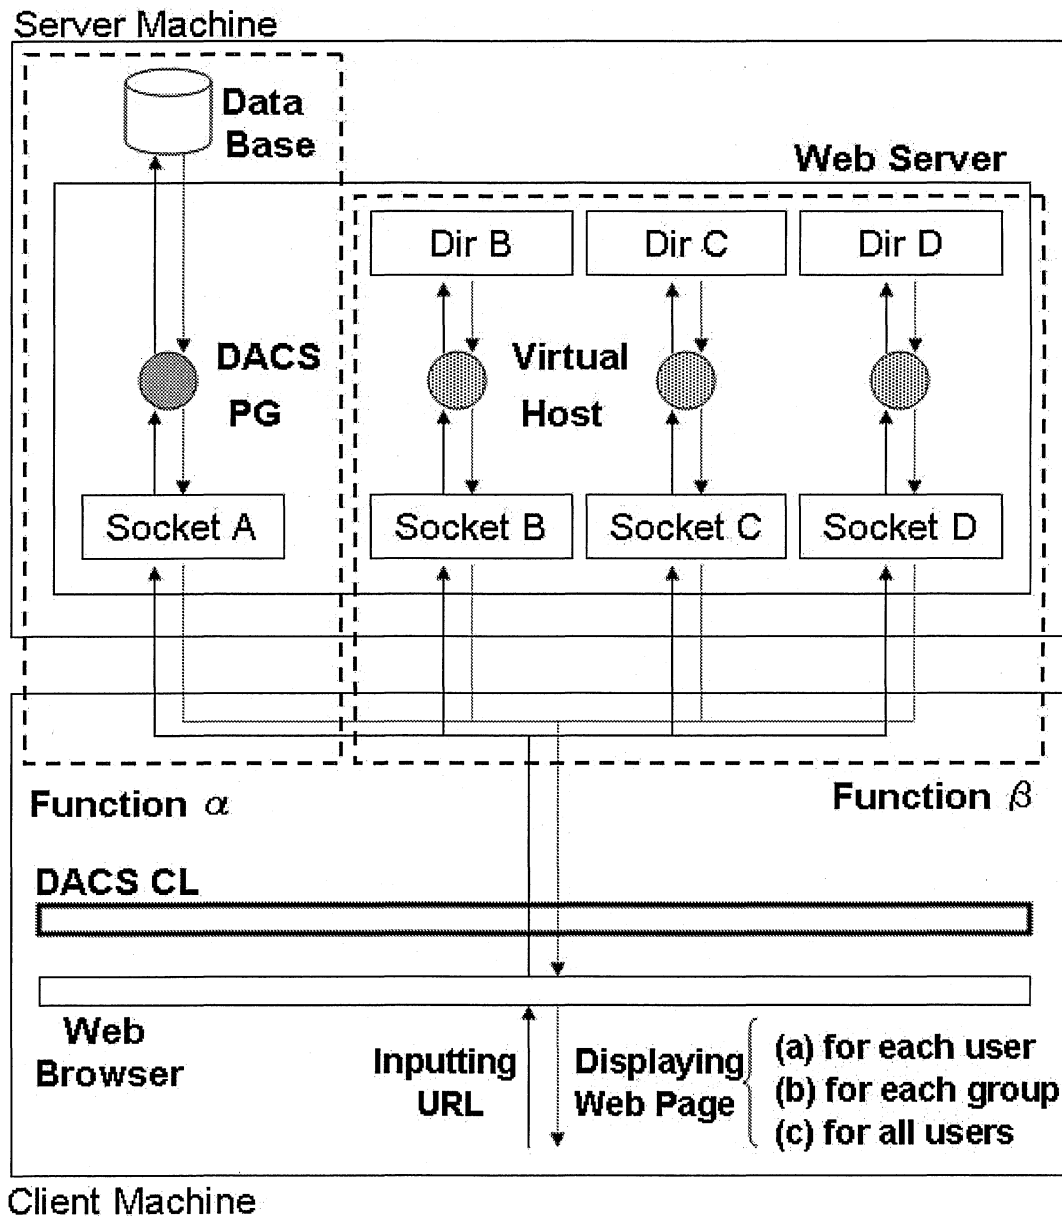 Server Machine
Data
Base
Web Server
Dir B
Dir C
Dir D
DACS
PG
Virtual
Host
Socket A
Socket B
Socket C
Socket D
Function α
Function β
DACS CL
Web
Browser
Inputting
URL
Displaying
Web Page
(a) for each user
(b) for each group
(c) for all users
Client Machine